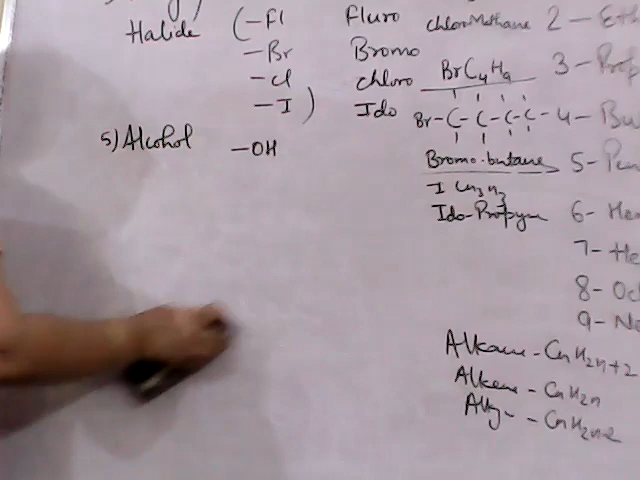 Halide (-Fl Fluro chloroMethane 2 - Eth
-Br Bromo BrC4H9 3 - Prop
-Cl chloro
-I) Ido Br-C-C-C-C- 4 - Bu
5) Alcohol -OH
Bromo-butane 5 - Pen
Ido-Propyne 6 - He
7 - He
8 - Oc
9 - No
Alkane - CnH2n+2
Alkene - CnH2n
Alky - CnH2n-2